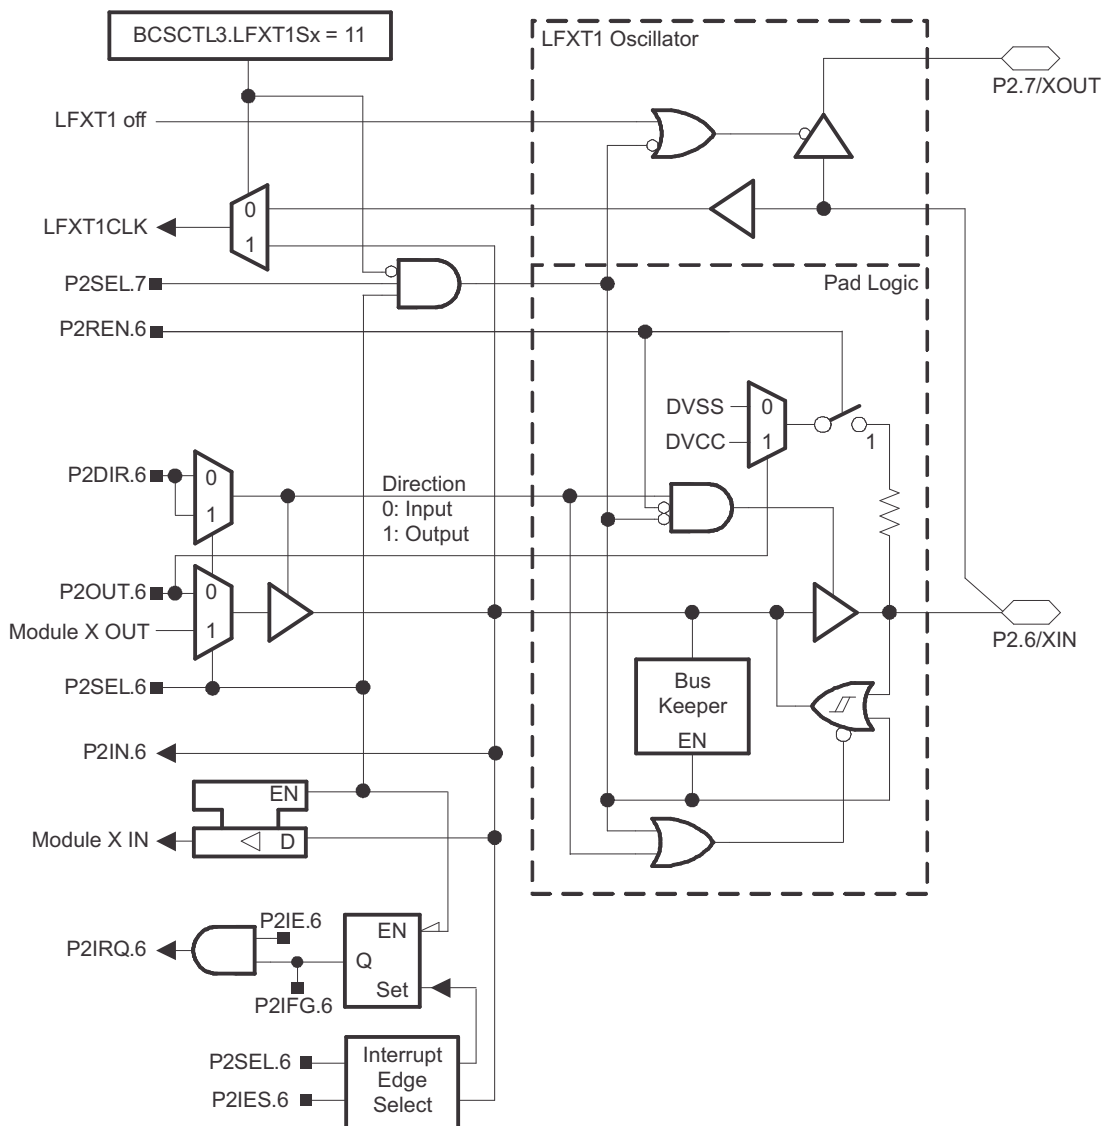 BCSCTL3.LFXT1Sx = 11
LFXT1 Oscillator
P2.7/XOUT
LFXT1 off
0
LFXT1CLK
1
P2SEL.7
Pad Logic
P2REN.6
DVSS
0
DVCC
1
1
P2DIR.6
0
1
Direction
0: Input
1: Output
P2OUT.6
0
Module X OUT
1
P2.6/XIN
P2SEL.6
Bus
Keeper
EN
P2IN.6
EN
Module X IN
D
P2IE.6
EN
P2IRQ.6
Q
Set
P2IFG.6
P2SEL.6
Interrupt
Edge
Select
P2IES.6